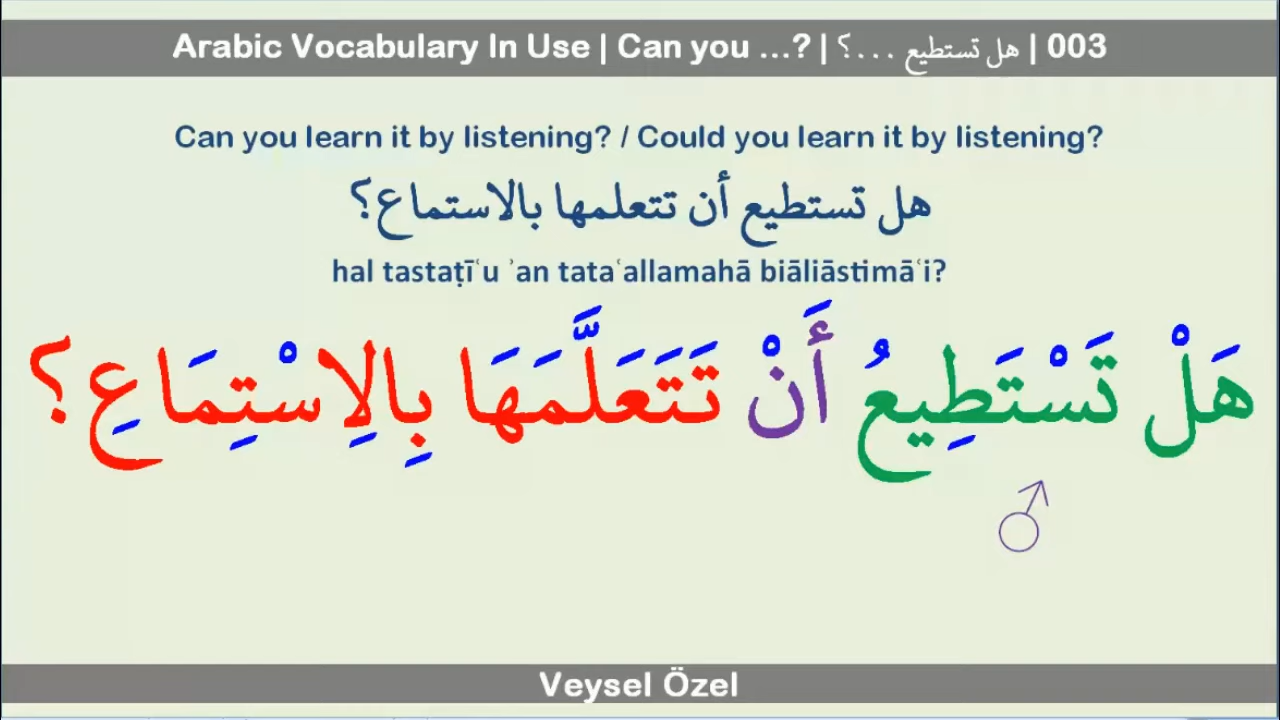 Arabic Vocabulary In Use | Can you ...? | هل تستطيع ...؟ | 003
Can you learn it by listening? / Could you learn it by listening?
هل تستطيع أن تتعلمها بالاستماع؟
hal tastaṭīʿu ʾan tataʿallamahā biāliāstimāʿi?
هَلْ تَسْتَطِيعُ أَنْ تَتَعَلَّمَهَا بِالِاسْتِمَاعِ؟
Veysel Özel